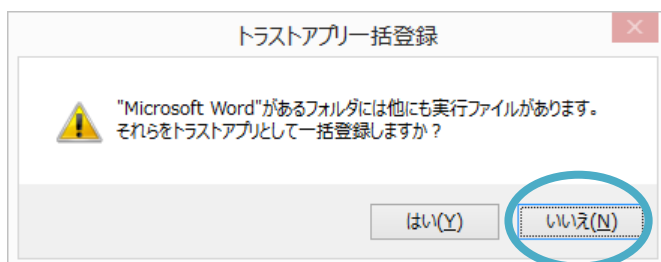 トラストアプリ一括登録
"Microsoft Word"があるフォルダには他にも実行ファイルがあります。
それらをトラストアプリとして一括登録しますか？
はい(Y) いいえ(N)